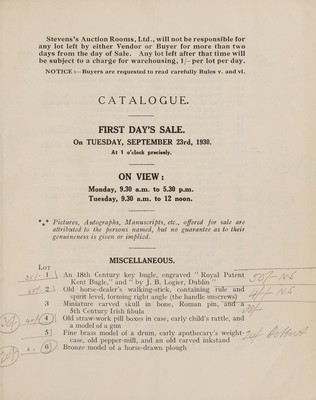 Stevens's Auction Rooms, Ltd., will not be responsible for
any lot left by either Vendor or Buyer for more than two
days from the day of Sale. Any lot left after that time will
be subject to a charge for warehousing, 1/- per lot per day.
NOTICE :—Buyers are requested to read carefully Rules v. and vi.
CATALOGUE.
FIRST DAY'S SALE.
On TUESDAY, SEPTEMBER 23rd, 1930.
At 1 o'clock precisely.
ON VIEW :
Monday, 9.30 a.m. to 5.30 p.m.
Tuesday, 9.30 a.m. to 12 noon.
*** Pictures, Autographs, Manuscripts, etc., offered for sale are
attributed to the persons named, but no guarantee as to their
genuineness is given or implied.
MISCELLANEOUS.
LOT
1 An 18th Century key bugle, engraved " Royal Patent
Kent Bugle," and " by J. B. Logier, Dublin "
2 Old horse-dealer's walking-stick, containing rule and
spirit level, forming right angle (the handle unscrews)
3 Miniature carved skull in bone, Roman pin, and a
5th Century Irish fibula
4 Old straw-work pill boxes in case, early child's rattle, and
a model of a gun
5 Fine brass model of a drum, early apothecary's weight-
case, old pepper-mill, and an old carved inkstand
6 Bronze model of a horse-drawn plough